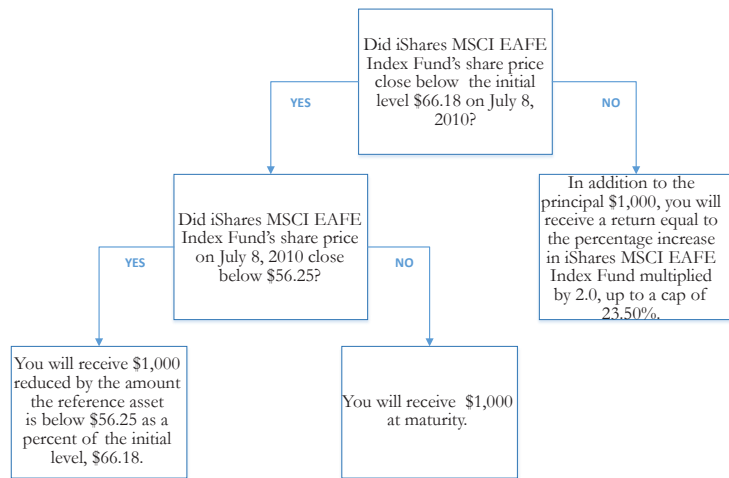 Did iShares MSCI EAFE
Index Fund's share price
close below the initial
level $66.18 on July 8,
2010?
YES
NO
Did iShares MSCI EAFE
Index Fund's share price
on July 8, 2010 close
below $56.25?
In addition to the
principal $1,000, you will
receive a return equal to
the percentage increase
in iShares MSCI EAFE
Index Fund multiplied
by 2.0, up to a cap of
23.50%.
YES
NO
You will receive $1,000
reduced by the amount
the reference asset
is below $56.25 as a
percent of the initial
level, $66.18.
You will receive $1,000
at maturity.